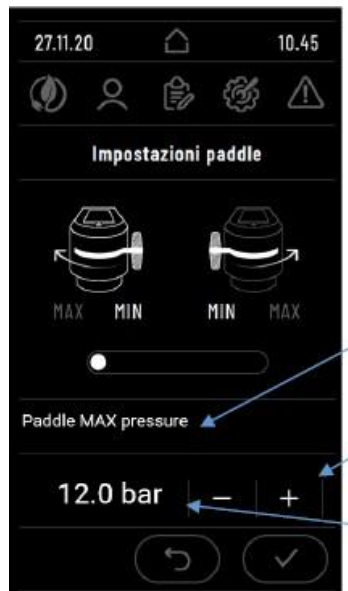 27.11.20 10.45
Impostazioni paddle
MAX MIN MIN MAX
Paddle MAX pressure
12.0 bar − +